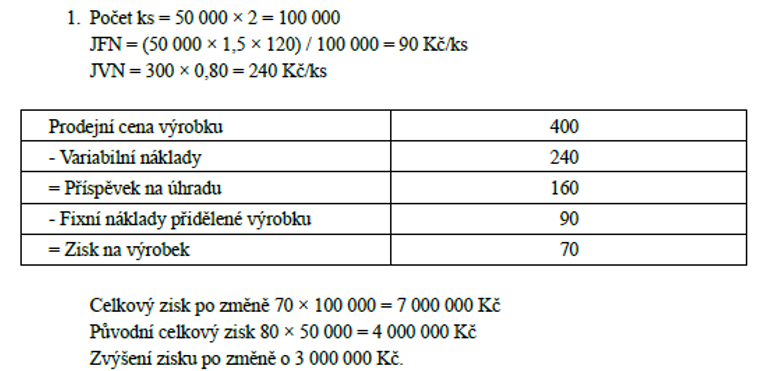 1. Počet ks = 50 000 × 2 = 100 000
JFN = (50 000 × 1,5 × 120) / 100 000 = 90 Kč/ks
JVN = 300 × 0,80 = 240 Kč/ks
Prodejní cena výrobku 400
- Variabilní náklady 240
= Příspěvek na úhradu 160
- Fixní náklady přidělené výrobku 90
= Zisk na výrobek 70
Celkový zisk po změně 70 × 100 000 = 7 000 000 Kč
Původní celkový zisk 80 × 50 000 = 4 000 000 Kč
Zvýšení zisku po změně o 3 000 000 Kč.